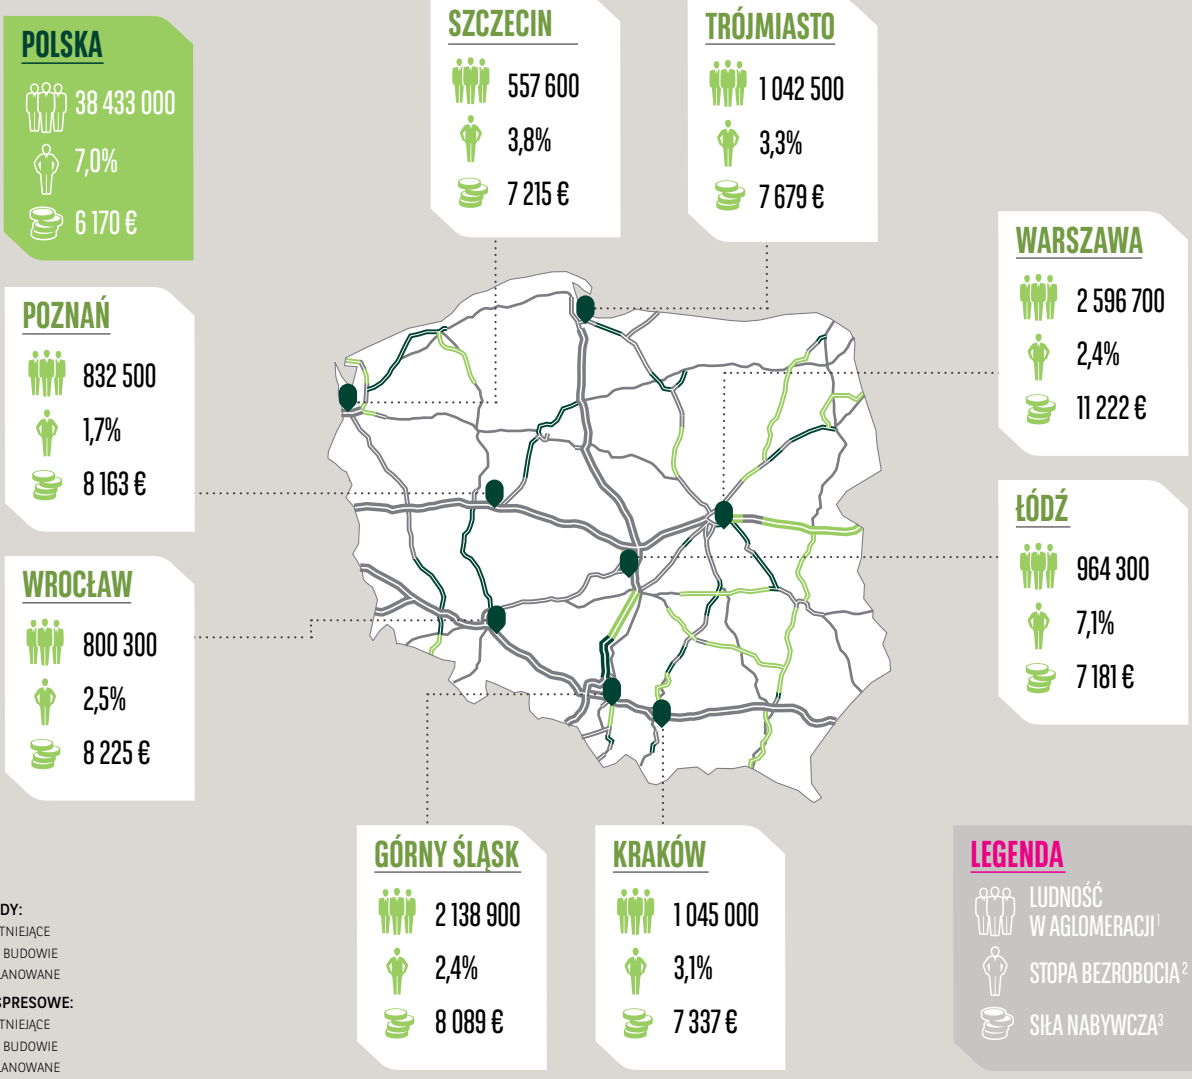 POLSKA
38 433 000
7,0%
6 170 €
SZCZECIN
557 600
3,8%
7 215 €
TRÓJMIASTO
1 042 500
3,3%
7 679 €
WARSZAWA
2 596 700
2,4%
11 222 €
POZNAŃ
832 500
1,7%
8 163 €
ŁÓDŹ
964 300
7,1%
7 181 €
WROCŁAW
800 300
2,5%
8 225 €
GÓRNY ŚLĄSK
2 138 900
2,4%
8 089 €
KRAKÓW
1 045 000
3,1%
7 337 €
LEGENDA
LUDNOŚĆ
W AGLOMERACJI¹
STOPA BEZROBOCIA²
SIŁA NABYWCZA³
DY:
TNIEJĄCE
BUDOWIE
LANOWANE
SPRESOWE:
TNIEJĄCE
BUDOWIE
LANOWANE